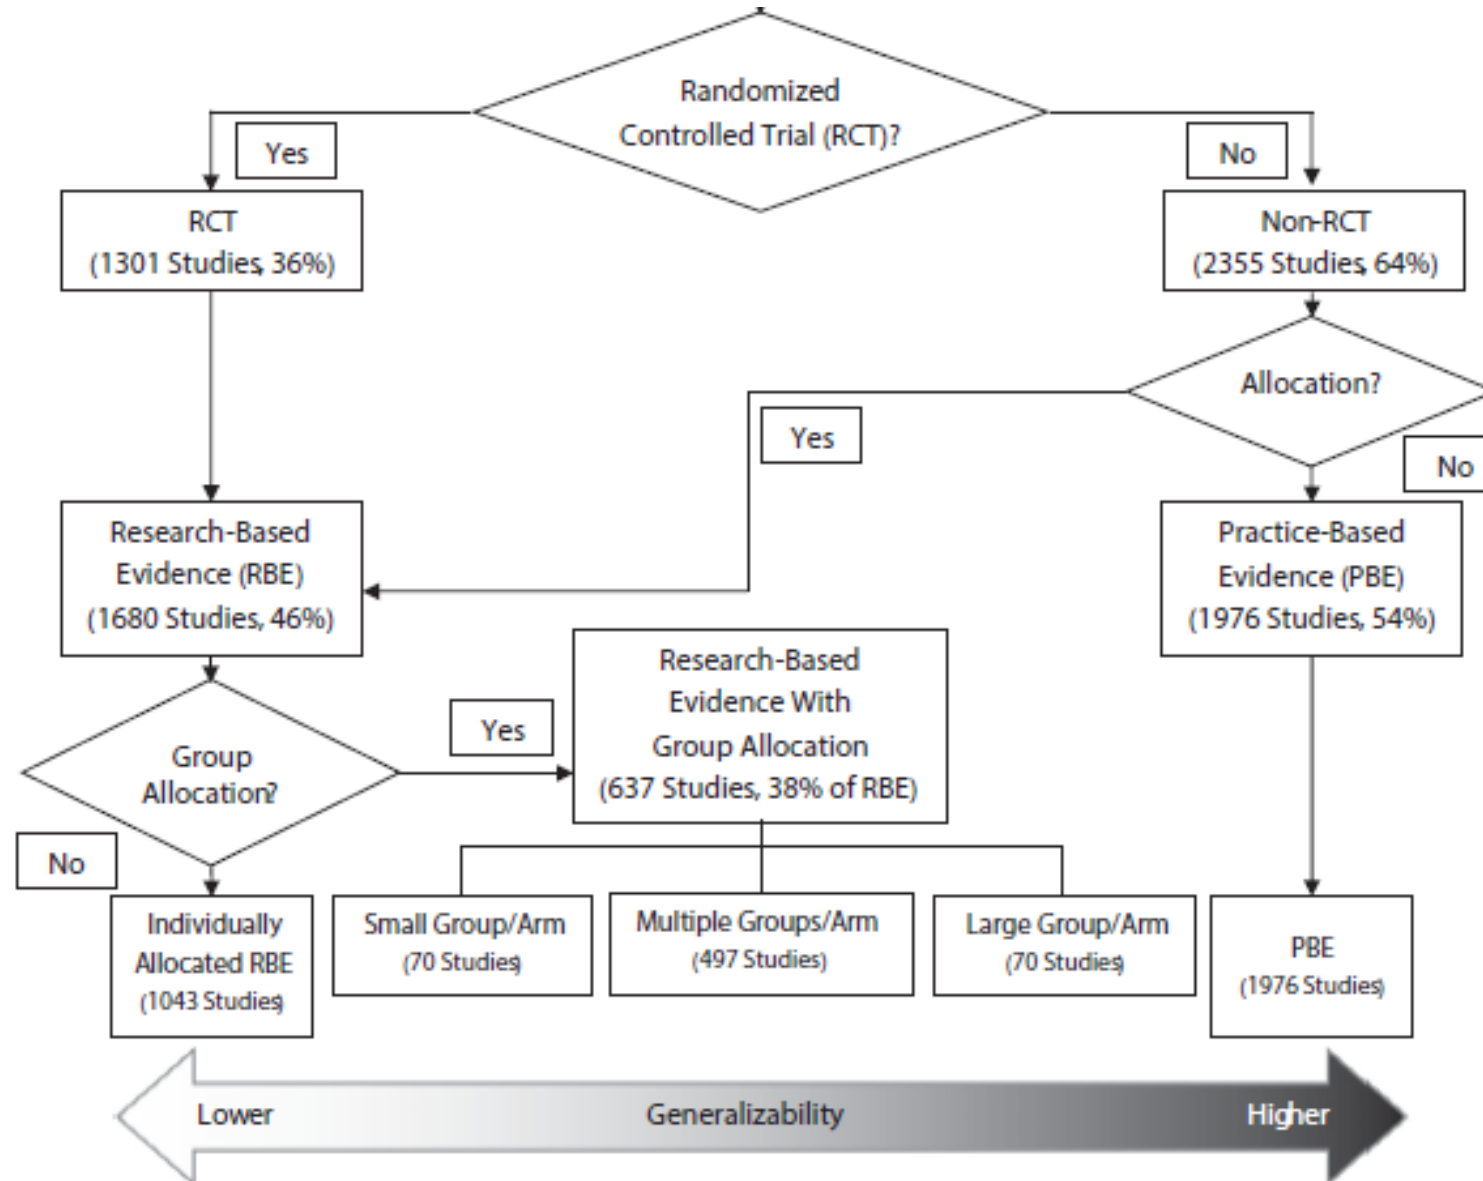 Randomized
Controlled Trial (RCT)?
Yes
No
RCT
(1301 Studies, 36%)
Non-RCT
(2355 Studies, 64%)
Allocation?
Yes
No
Research-Based
Evidence (RBE)
(1680 Studies, 46%)
Practice-Based
Evidence (PBE)
(1976 Studies, 54%)
Research-Based
Evidence With
Group Allocation
(637 Studies, 38% of RBE)
Yes
Group
Allocation?
No
Individually
Allocated RBE
(1043 Studies)
Small Group/Arm
(70 Studies)
Multiple Groups/Arm
(497 Studies)
Large Group/Arm
(70 Studies)
PBE
(1976 Studies)
Lower Generalizability Higher